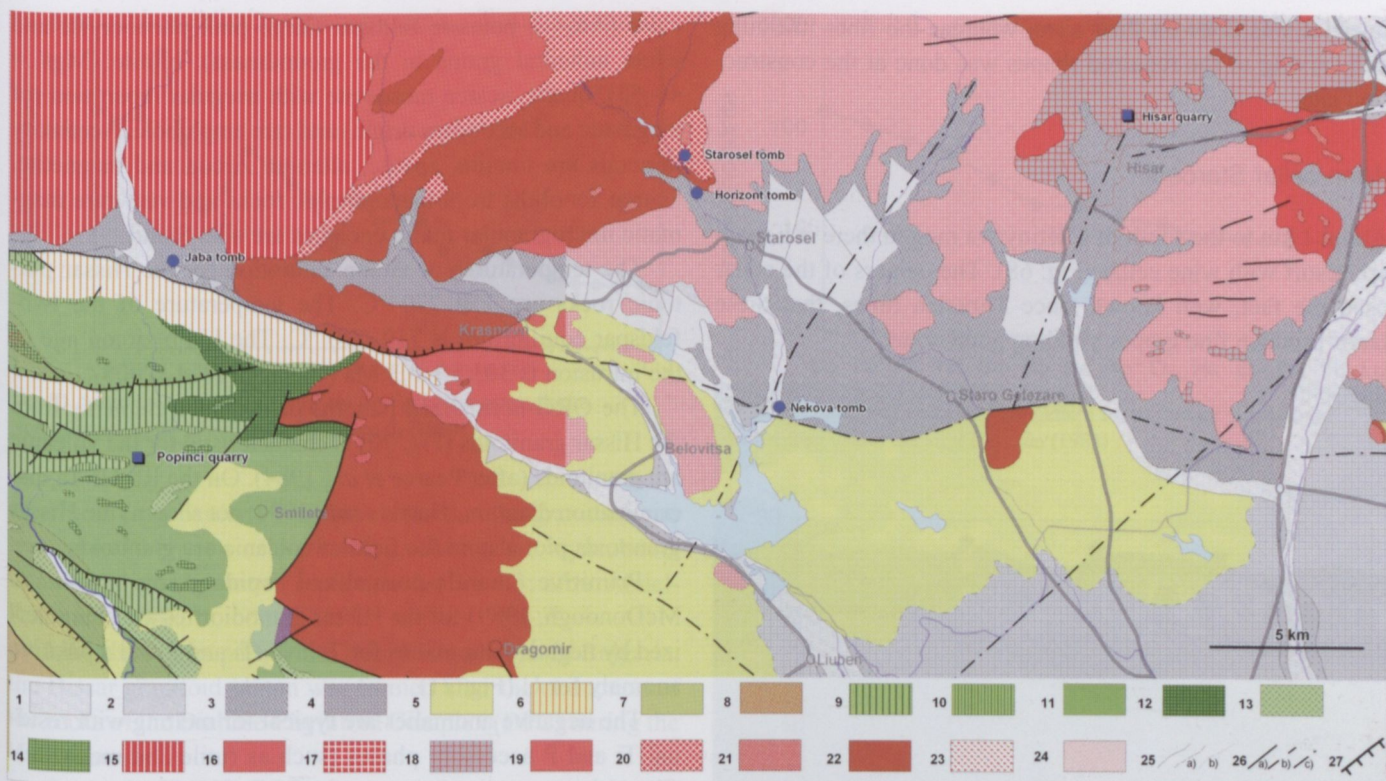 Hisar quarry
Starosel tomb
Hisar
Horizont tomb
Starosel
Jaba tomb
Krasnovo
Staro Gelezare
Nekova tomb
Belovitsa
Popinci quarry
Smilets
5 km
Dragomir
Liuben
1 2 3 4 5 6 7 8 9 10 11 12 13
14 15 16 17 18 19 20 21 22 23 24 25 a) b) 26 a) b) c) 27